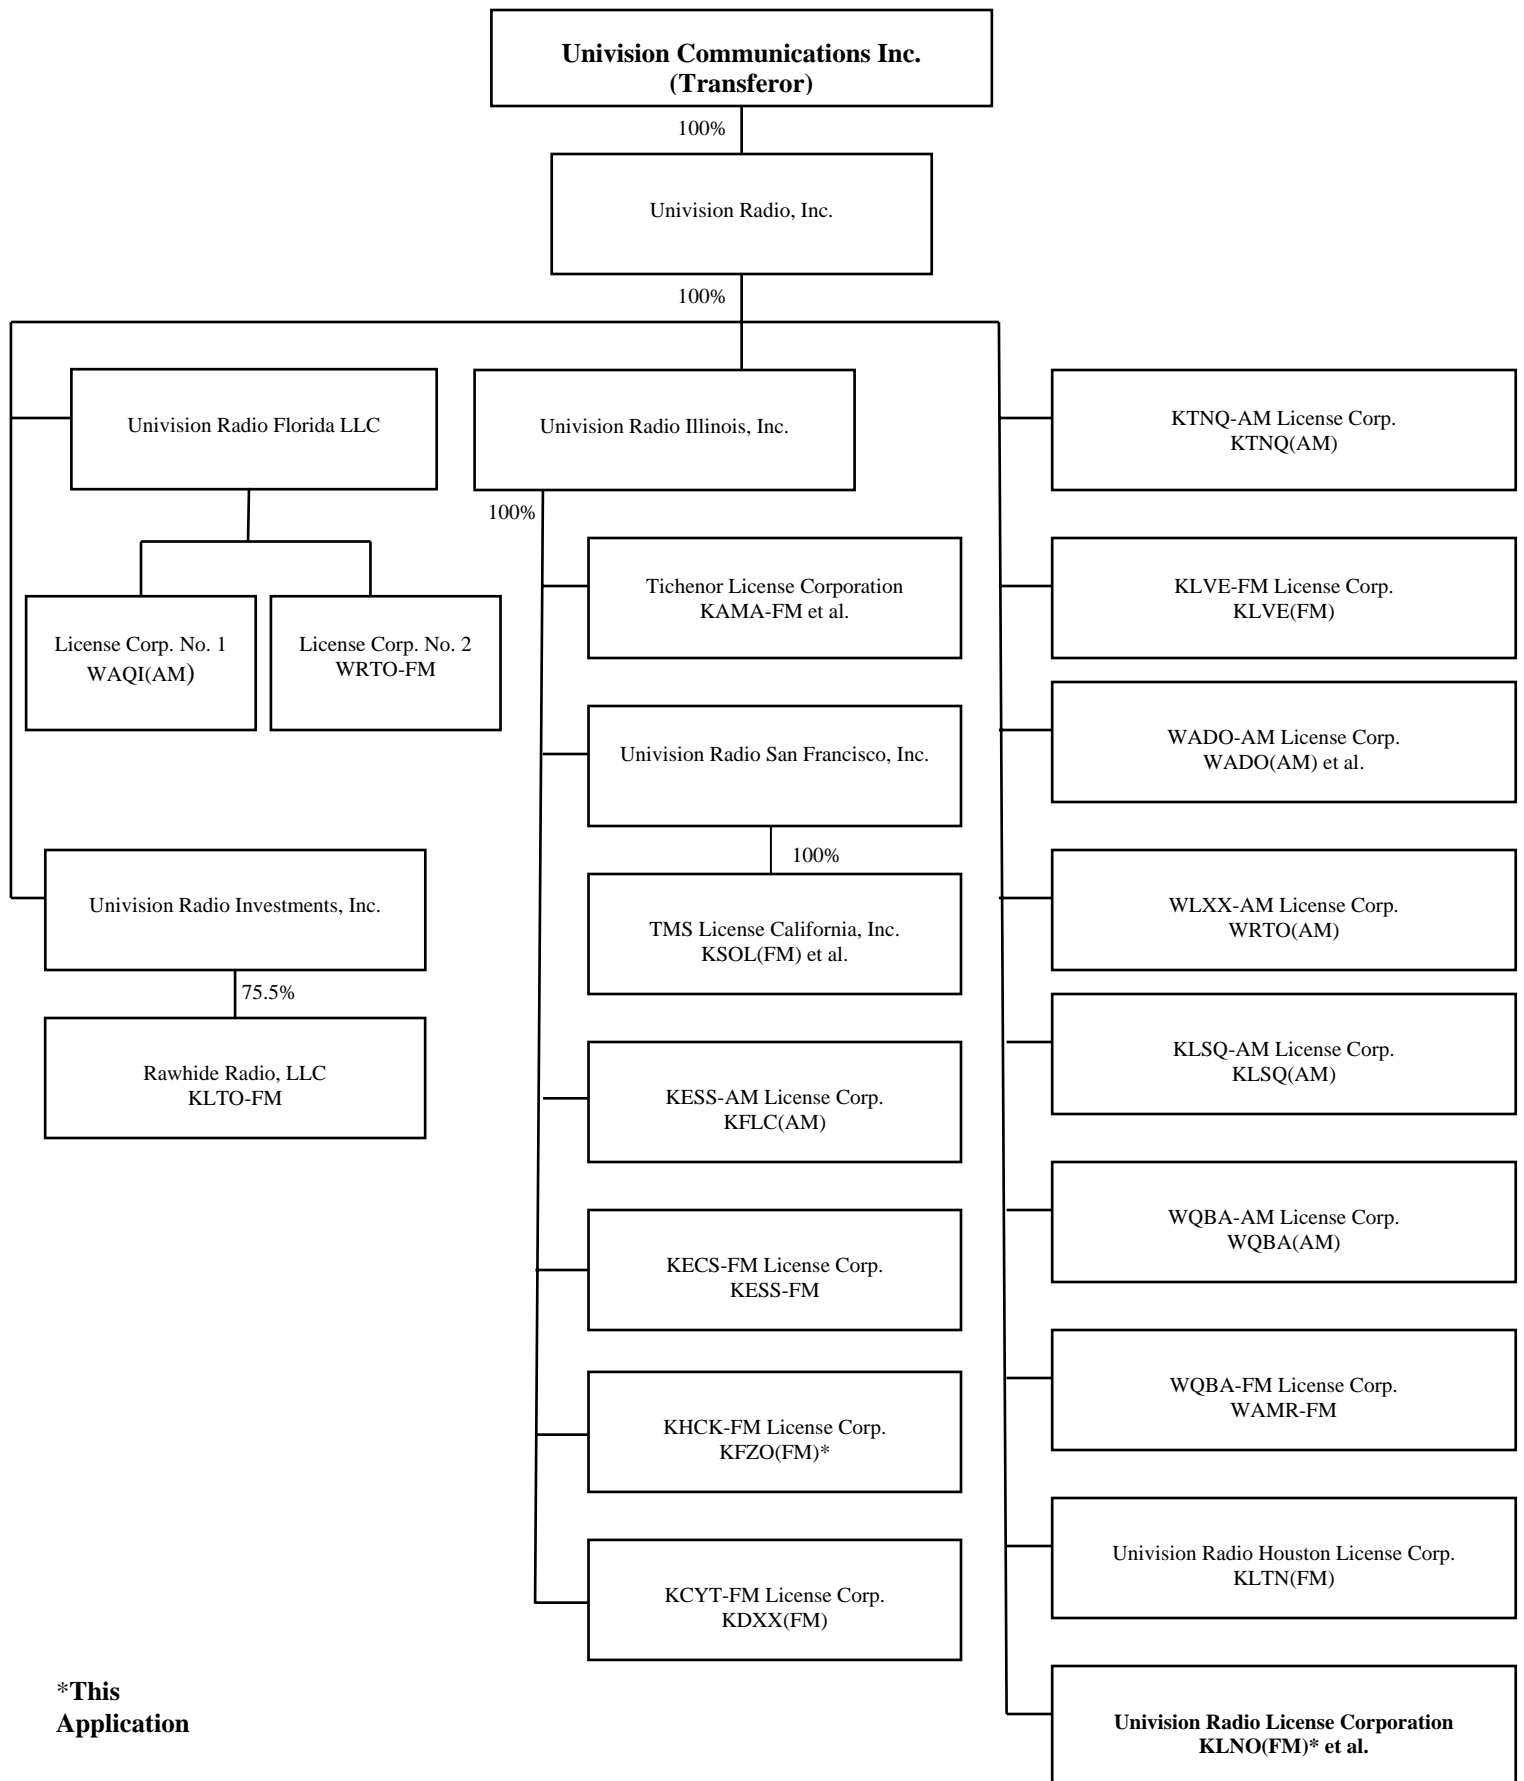 Univision Communications Inc.
(Transferor)
100%
Univision Radio, Inc.
100%
Univision Radio Florida LLC
License Corp. No. 1
WAQI(AM)
License Corp. No. 2
WRTO-FM
Univision Radio Investments, Inc.
75.5%
Rawhide Radio, LLC
KLTO-FM
Univision Radio Illinois, Inc.
100%
Tichenor License Corporation
KAMA-FM et al.
Univision Radio San Francisco, Inc.
100%
TMS License California, Inc.
KSOL(FM) et al.
KESS-AM License Corp.
KFLC(AM)
KECS-FM License Corp.
KESS-FM
KHCK-FM License Corp.
KFZO(FM)*
KCYT-FM License Corp.
KDXX(FM)
KTNQ-AM License Corp.
KTNQ(AM)
KLVE-FM License Corp.
KLVE(FM)
WADO-AM License Corp.
WADO(AM) et al.
WLXX-AM License Corp.
WRTO(AM)
KLSQ-AM License Corp.
KLSQ(AM)
WQBA-AM License Corp.
WQBA(AM)
WQBA-FM License Corp.
WAMR-FM
Univision Radio Houston License Corp.
KLTN(FM)
Univision Radio License Corporation
KLNO(FM)* et al.
*This
Application